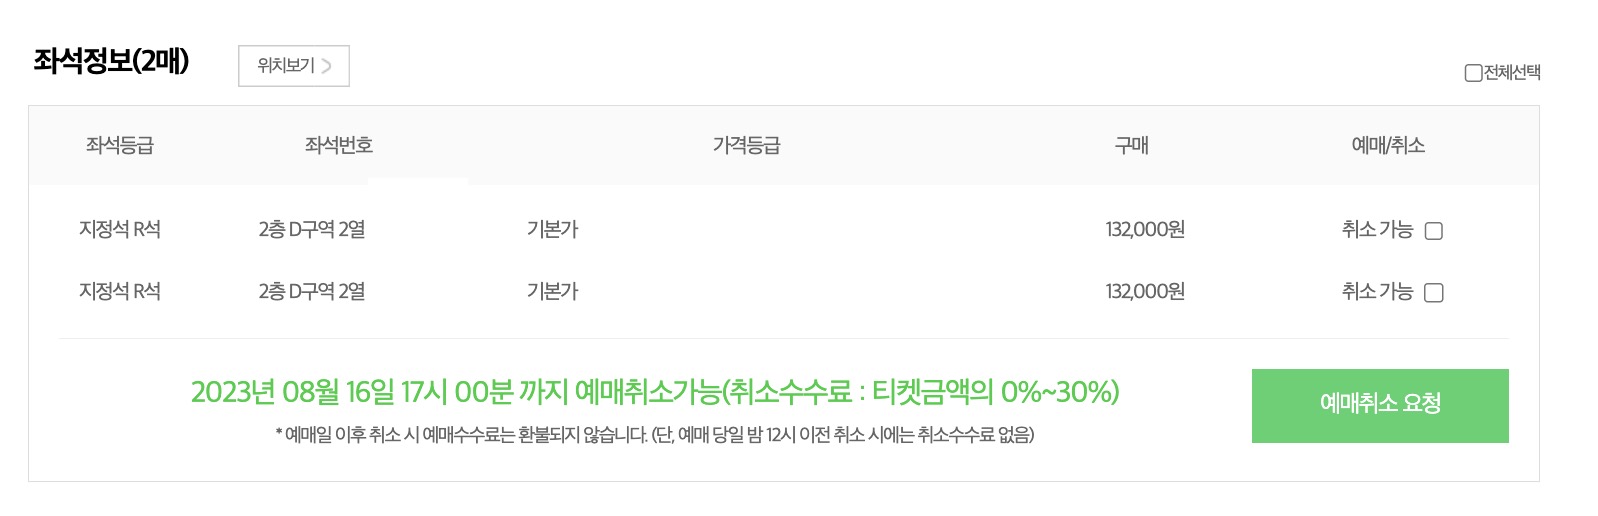 좌석정보(2매) 위치보기 >
전체선택
좌석등급 좌석번호 가격등급 구매 예매/취소
지정석 R석 2층 D구역 2열 기본가 132,000원 취소 가능
지정석 R석 2층 D구역 2열 기본가 132,000원 취소 가능
2023년 08월 16일 17시 00분 까지 예매취소가능(취소수수료 : 티켓금액의 0%~30%)
예매취소 요청
* 예매일 이후 취소 시 예매수수료는 환불되지 않습니다. (단, 예매 당일 밤 12시 이전 취소 시에는 취소수수료 없음)